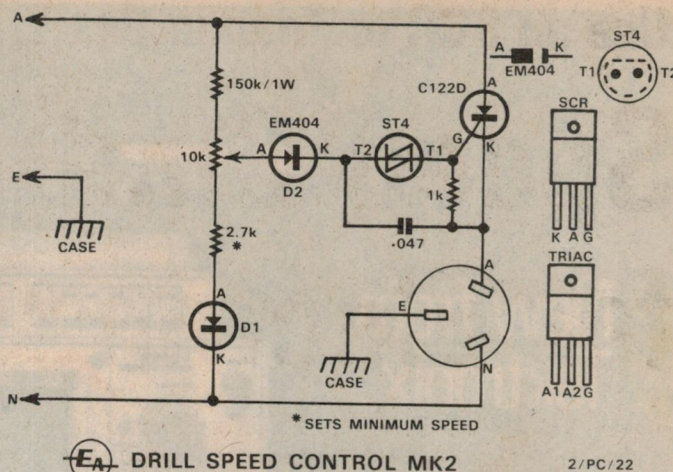 A
A K
EM404
ST4
T1 T2
150k/1W
C122D
A
EM404
ST4
SCR
10k
A K
T2 T1
G
K
D2
1k
E
CASE
.047
K A G
2.7k
*
TRIAC
A
A
D1
E
K
CASE
N
A1 A2 G
N
* SETS MINIMUM SPEED
EA DRILL SPEED CONTROL MK2
2/PC/22